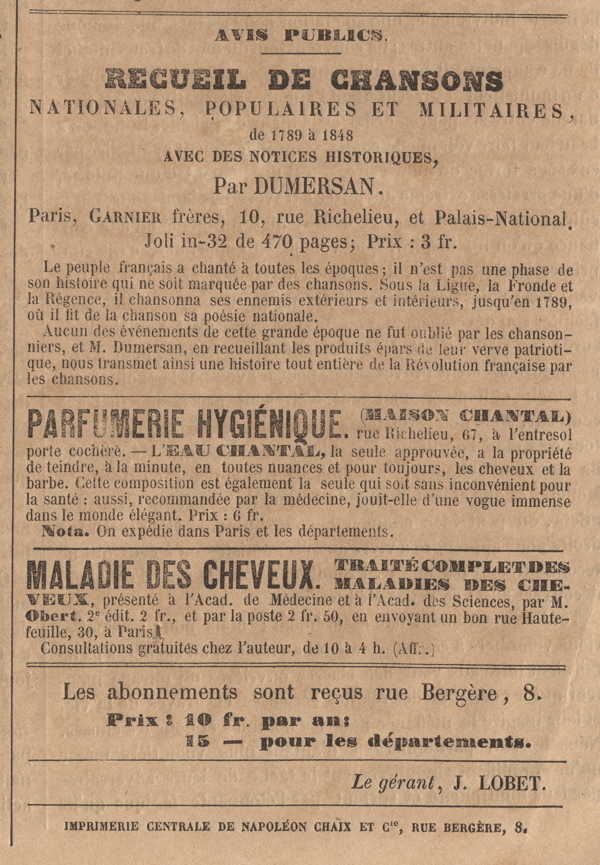 AVIS PUBLICS.
RECUEIL DE CHANSONS
NATIONALES, POPULAIRES ET MILITAIRES,
de 1789 à 1848
AVEC DES NOTICES HISTORIQUES,
Par DUMERSAN.
Paris, GARNIER frères, 10, rue Richelieu, et Palais-National.
Joli in-32 de 470 pages; Prix : 3 fr.
Le peuple français a chanté à toutes les époques; il n'est pas une phase de
son histoire qui ne soit marquée par des chansons. Sous la Ligue, la Fronde et
la Régence, il chansonna ses ennemis extérieurs et intérieurs, jusqu'en 1789,
où il fit de la chanson sa poésie nationale.
Aucun des événements de cette grande époque ne fut oublié par les chanson-
niers, et M. Dumersan, en recueillant les produits épars de leur verve patrioti-
que, nous transmet ainsi une histoire tout entière de la Révolution française par
les chansons.
PARFUMERIE HYGIÉNIQUE. (MAISON CHANTAL)
rue Richelieu, 67, à l'entresol
porte cochère. — L'EAU CHANTAL, la seule approuvée, a la propriété
de teindre, à la minute, en toutes nuances et pour toujours, les cheveux et la
barbe. Cette composition est également la seule qui soit sans inconvénient pour
la santé : aussi, recommandée par la médecine, jouit-elle d'une vogue immense
dans le monde élégant. Prix : 6 fr.
Nota. On expédie dans Paris et les départements.
MALADIE DES CHEVEUX. TRAITÉ COMPLET DES
MALADIES DES CHE-
VEUX, présenté à l'Acad. de Médecine et à l'Acad. des Sciences, par M.
Obert. 2e édit. 2 fr., et par la poste 2 fr. 50, en envoyant un bon rue Haute-
feuille, 30, à Paris.
Consultations gratuites chez l'auteur, de 10 à 4 h. (Aff.)
Les abonnements sont reçus rue Bergère, 8.
Prix : 10 fr. par an;
15 — pour les départements.
Le gérant, J. LOBET.
IMPRIMERIE CENTRALE DE NAPOLÉON CHAIX ET Cie, RUE BERGÈRE, 8.